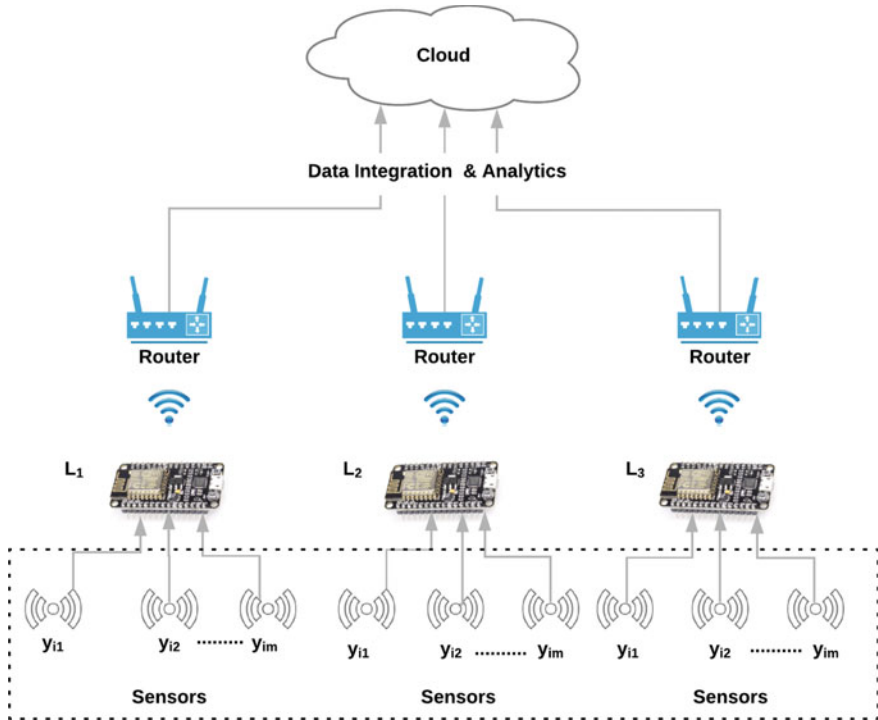 Cloud
Data Integration & Analytics
Router Router Router
L₁ L₂ L₃
yᵢ₁ yᵢ₂ ........ yᵢₘ yᵢ₁ yᵢ₂ ......... yᵢₘ yᵢ₁ yᵢ₂ ......... yᵢₘ
Sensors Sensors Sensors